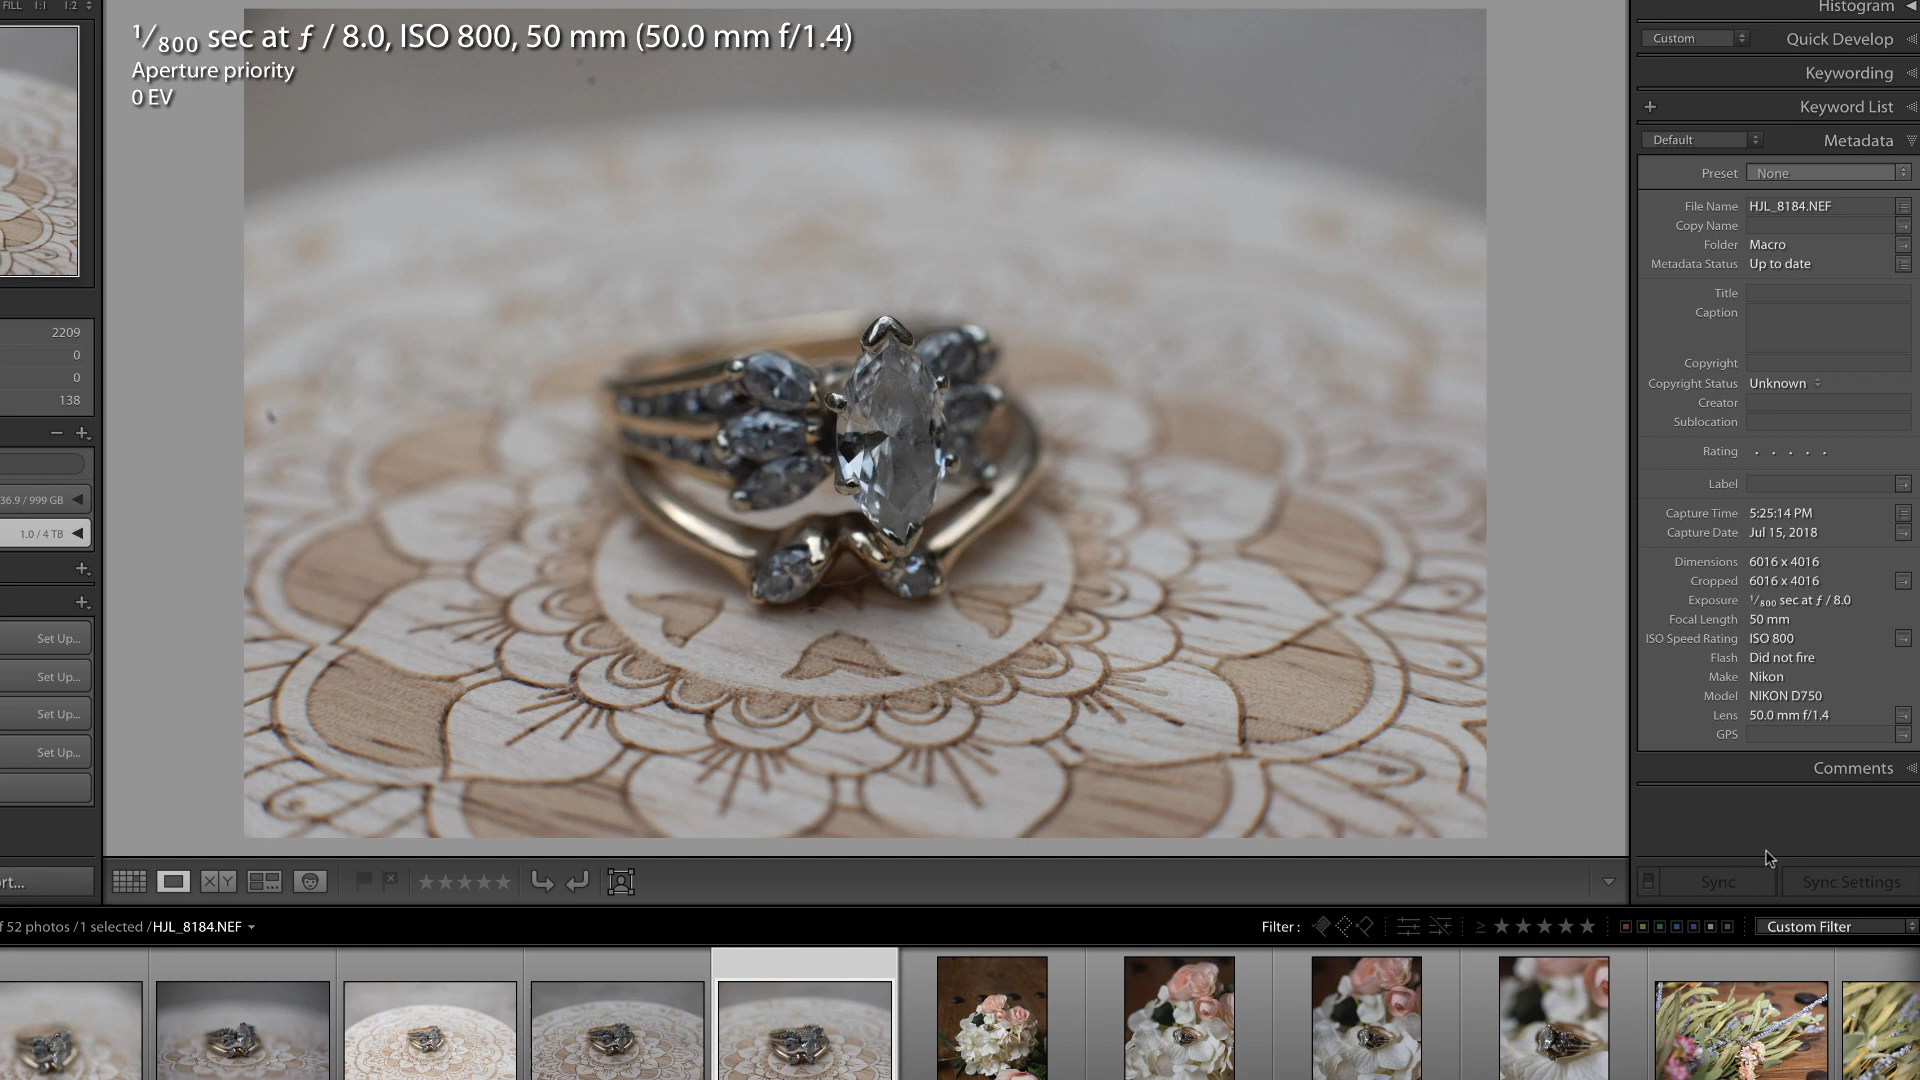 FILL 1:1 1:2
¹/₈₀₀ sec at ƒ / 8.0, ISO 800, 50 mm (50.0 mm f/1.4)
Aperture priority
0 EV
2209
0
0
138
36.9 / 999 GB
1.0 / 4 TB
Set Up...
Set Up...
Set Up...
Set Up...
rt...
Histogram
Custom Quick Develop
Keywording
+ Keyword List
Default Metadata
Preset None
File Name HJL_8184.NEF
Copy Name
Folder Macro
Metadata Status Up to date
Title
Caption
Copyright
Copyright Status Unknown
Creator
Sublocation
Rating . . . . .
Label
Capture Time 5:25:14 PM
Capture Date Jul 15, 2018
Dimensions 6016 x 4016
Cropped 6016 x 4016
Exposure ¹/₈₀₀ sec at ƒ / 8.0
Focal Length 50 mm
ISO Speed Rating ISO 800
Flash Did not fire
Make Nikon
Model NIKON D750
Lens 50.0 mm f/1.4
GPS
Comments
Sync Sync Settings
X Y
f 52 photos / 1 selected / HJL_8184.NEF
Filter : ≥ Custom Filter